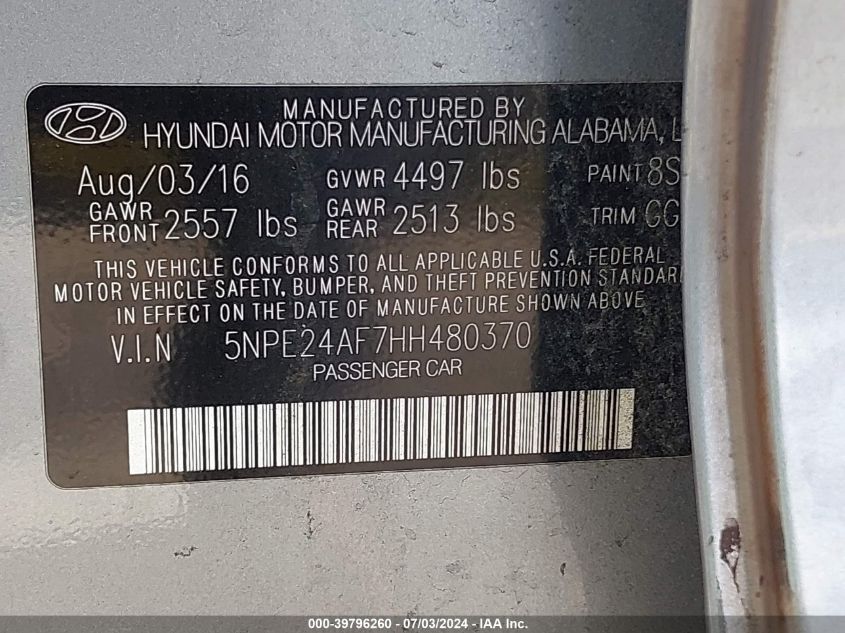 MANUFACTURED BY
HYUNDAI MOTOR MANUFACTURING ALABAMA, L
Aug/03/16 GVWR 4497 lbs PAINT 8S
GAWR FRONT 2557 lbs GAWR REAR 2513 lbs TRIM GG
THIS VEHICLE CONFORMS TO ALL APPLICABLE U.S.A. FEDERAL
MOTOR VEHICLE SAFETY, BUMPER, AND THEFT PREVENTION STANDAR
IN EFFECT ON THE DATE OF MANUFACTURE SHOWN ABOVE
V.I.N 5NPE24AF7HH480370
PASSENGER CAR
000-39796260 - 07/03/2024 - IAA Inc.